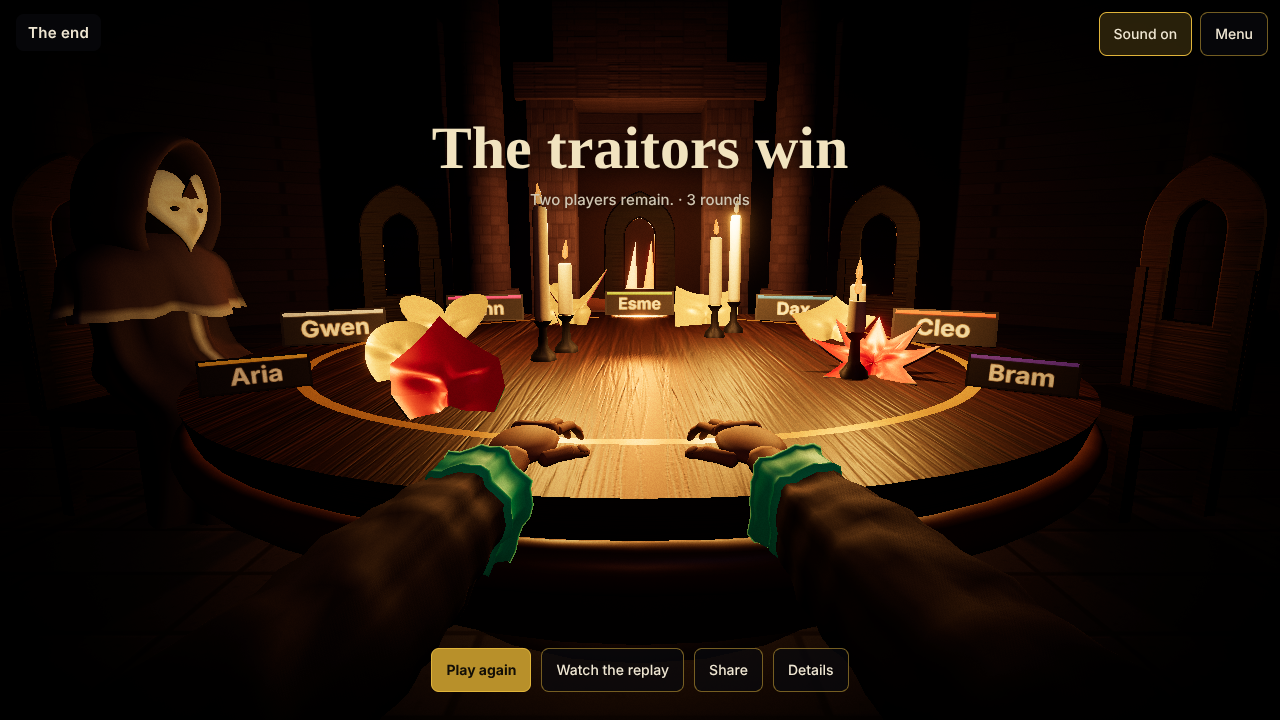 The end
Sound on
Menu
The traitors win
Two players remain. · 3 rounds
Esme
Dax
Gwen
Cleo
Aria
Bram
Play again
Watch the replay
Share
Details